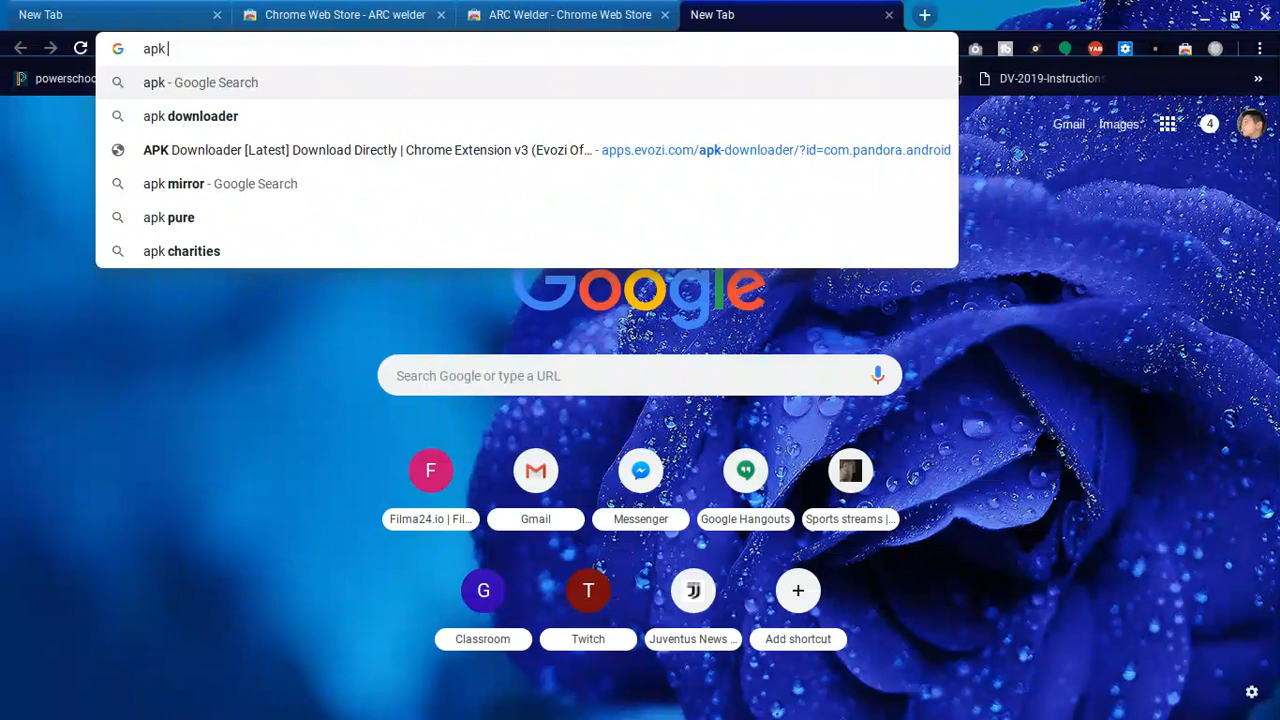 New Tab
Chrome Web Store - ARC welder
ARC Welder - Chrome Web Store
New Tab
apk
YAB
powerschoo
DV-2019-Instructions
apk - Google Search
apk downloader
APK Downloader [Latest] Download Directly | Chrome Extension v3 (Evozi Of... - apps.evozi.com/apk-downloader/?id=com.pandora.android
apk mirror - Google Search
apk pure
apk charities
Gmail
Images
4
Google
Search Google or type a URL
F
Filma24.io | Fil...
Gmail
Messenger
Google Hangouts
Sports streams |...
G
T
Classroom
Twitch
Juventus News ...
Add shortcut